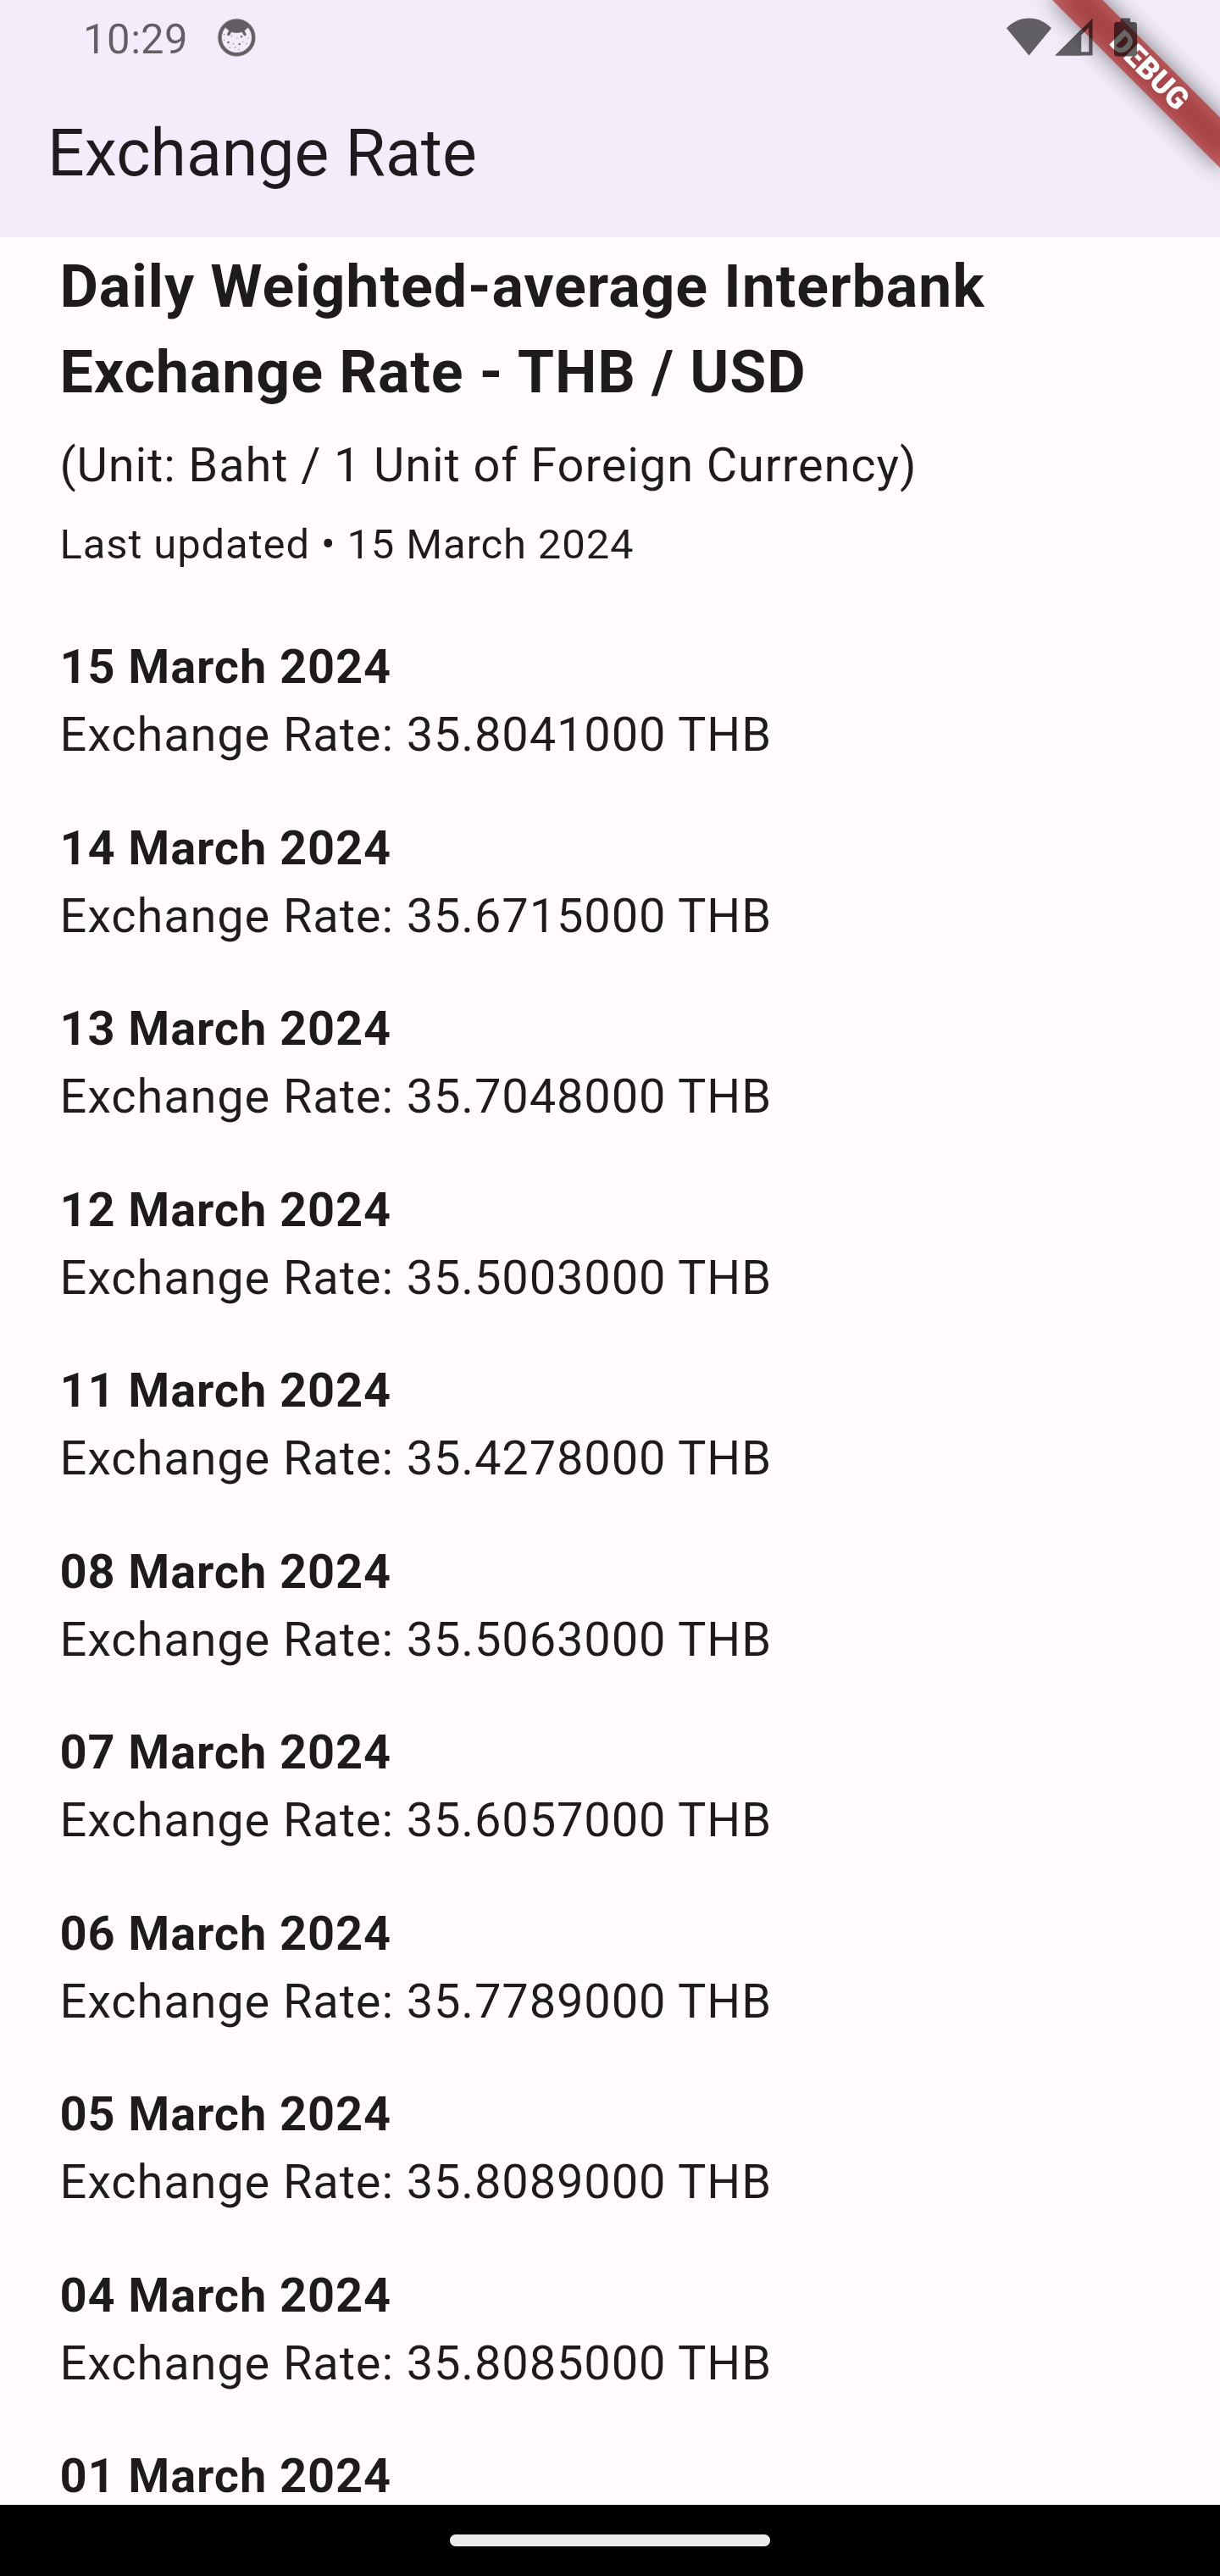 10:29
DEBUG
Exchange Rate
Daily Weighted-average Interbank
Exchange Rate - THB / USD
(Unit: Baht / 1 Unit of Foreign Currency)
Last updated • 15 March 2024
15 March 2024
Exchange Rate: 35.8041000 THB
14 March 2024
Exchange Rate: 35.6715000 THB
13 March 2024
Exchange Rate: 35.7048000 THB
12 March 2024
Exchange Rate: 35.5003000 THB
11 March 2024
Exchange Rate: 35.4278000 THB
08 March 2024
Exchange Rate: 35.5063000 THB
07 March 2024
Exchange Rate: 35.6057000 THB
06 March 2024
Exchange Rate: 35.7789000 THB
05 March 2024
Exchange Rate: 35.8089000 THB
04 March 2024
Exchange Rate: 35.8085000 THB
01 March 2024